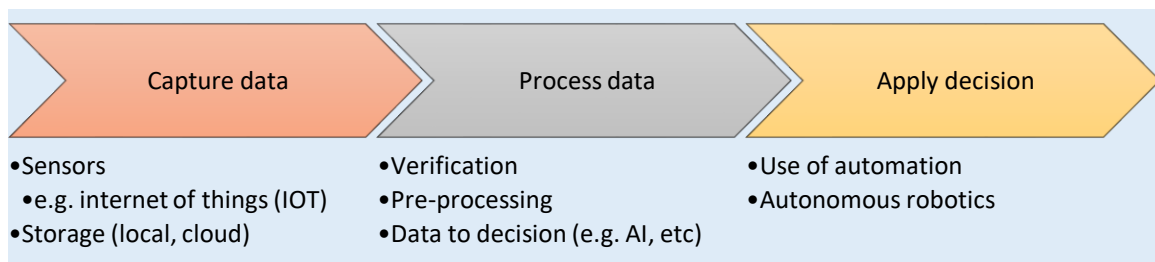 Capture data
Process data
Apply decision
•Sensors
•e.g. internet of things (IOT)
•Storage (local, cloud)
•Verification
•Pre-processing
•Data to decision (e.g. AI, etc)
•Use of automation
•Autonomous robotics